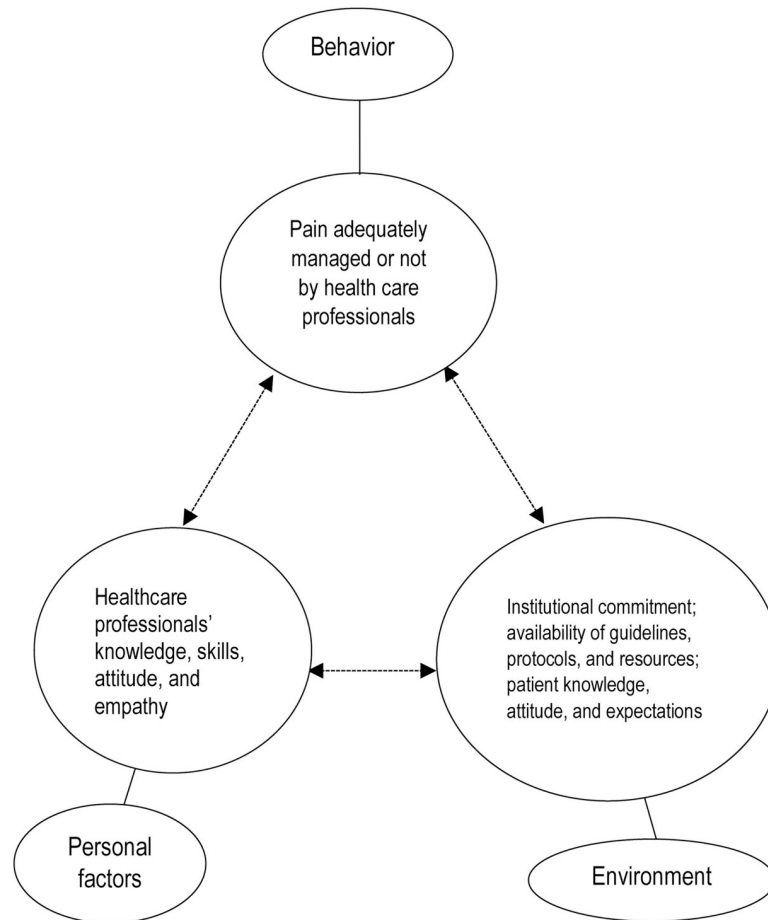 Behavior
Pain adequately
managed or not
by health care
professionals
Healthcare
professionals’
knowledge, skills,
attitude, and
empathy
Institutional commitment;
availability of guidelines,
protocols, and resources;
patient knowledge,
attitude, and expectations
Personal
factors
Environment